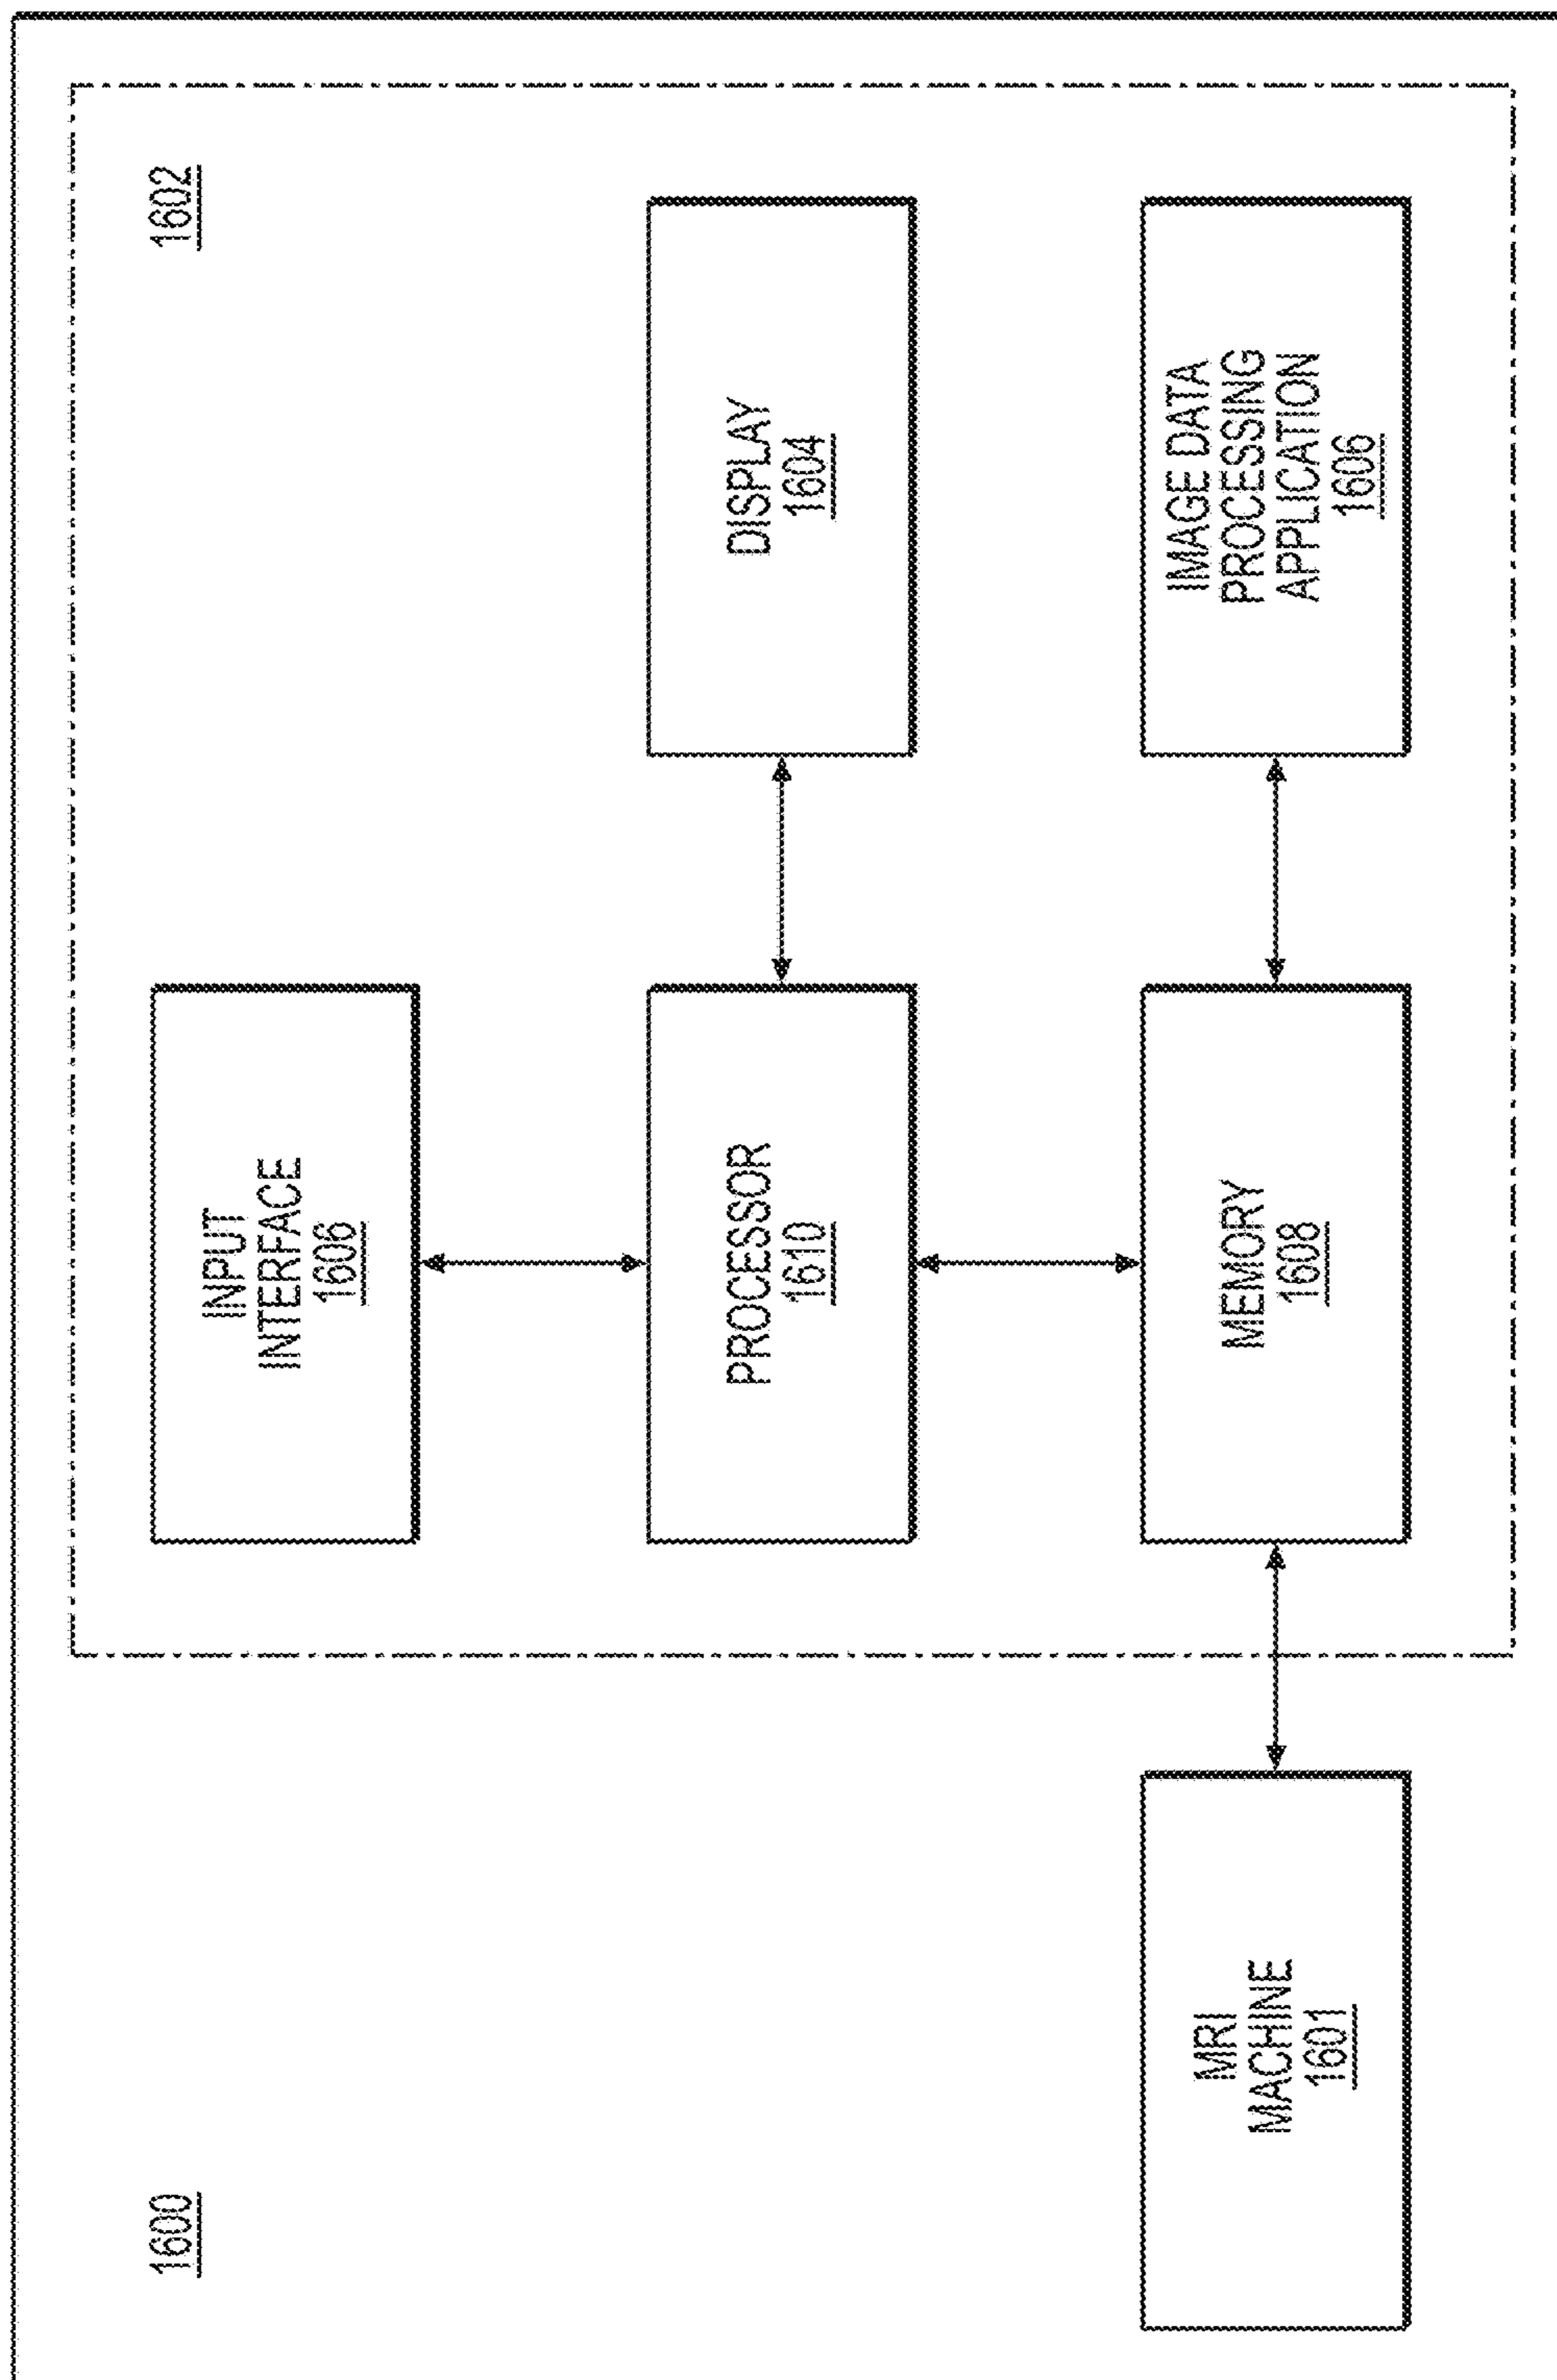 1600
1602
INPUT
INTERFACE
1606
PROCESSOR
1610
DISPLAY
1604
MRI
MACHINE
1601
MEMORY
1608
IMAGE DATA
PROCESSING
APPLICATION
1606